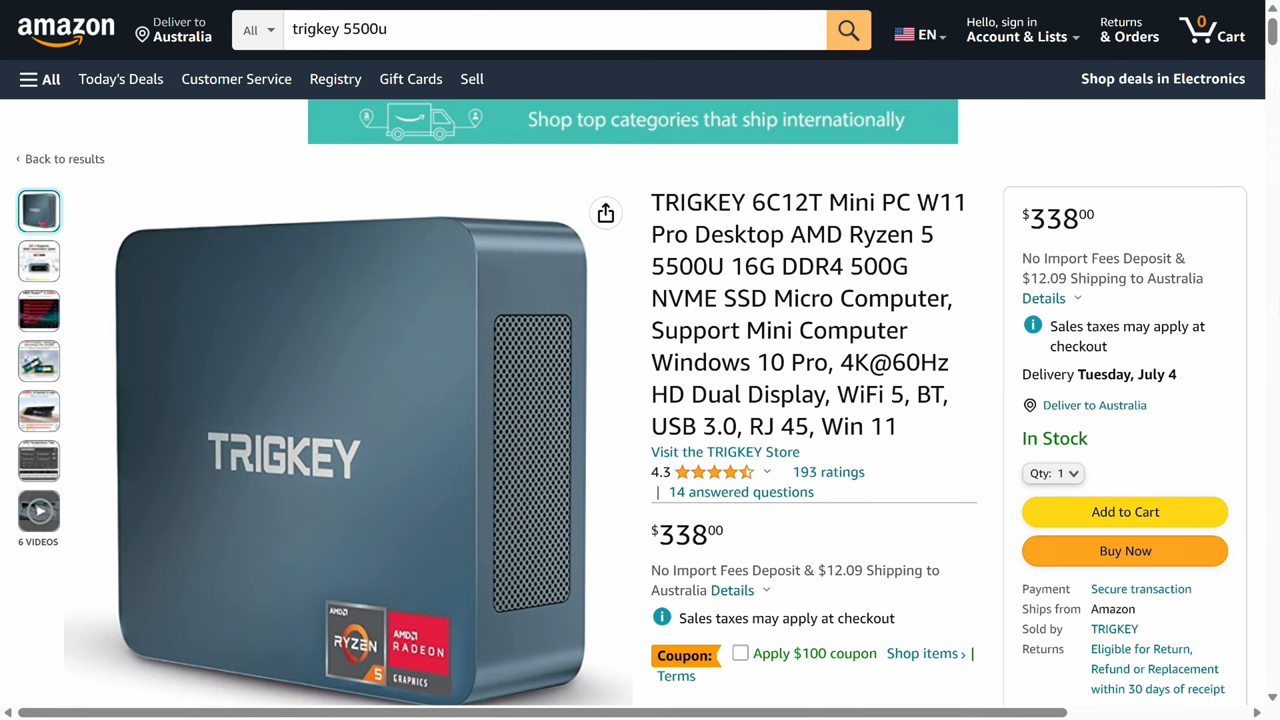 amazon
Deliver to
Australia
All
trigkey 5500u
EN
Hello, sign in
Account & Lists
Returns
& Orders
0
Cart
All
Today's Deals
Customer Service
Registry
Gift Cards
Sell
Shop deals in Electronics
Shop top categories that ship internationally
‹ Back to results
TRIGKEY 6C12T Mini PC W11
Pro Desktop AMD Ryzen 5
5500U 16G DDR4 500G
NVME SSD Micro Computer,
Support Mini Computer
Windows 10 Pro, 4K@60Hz
HD Dual Display, WiFi 5, BT,
USB 3.0, RJ 45, Win 11
Visit the TRIGKEY Store
4.3
193 ratings
| 14 answered questions
$338.00
No Import Fees Deposit & $12.09 Shipping to
Australia Details
Sales taxes may apply at checkout
Coupon: Apply $100 coupon Shop items › |
Terms
TRIGKEY
AMD
RYZEN
5
AMD
RADEON
GRAPHICS
6 VIDEOS
$338.00
No Import Fees Deposit &
$12.09 Shipping to Australia
Details
Sales taxes may apply at
checkout
Delivery Tuesday, July 4
Deliver to Australia
In Stock
Qty: 1
Add to Cart
Buy Now
Payment Secure transaction
Ships from Amazon
Sold by TRIGKEY
Returns Eligible for Return,
Refund or Replacement
within 30 days of receipt